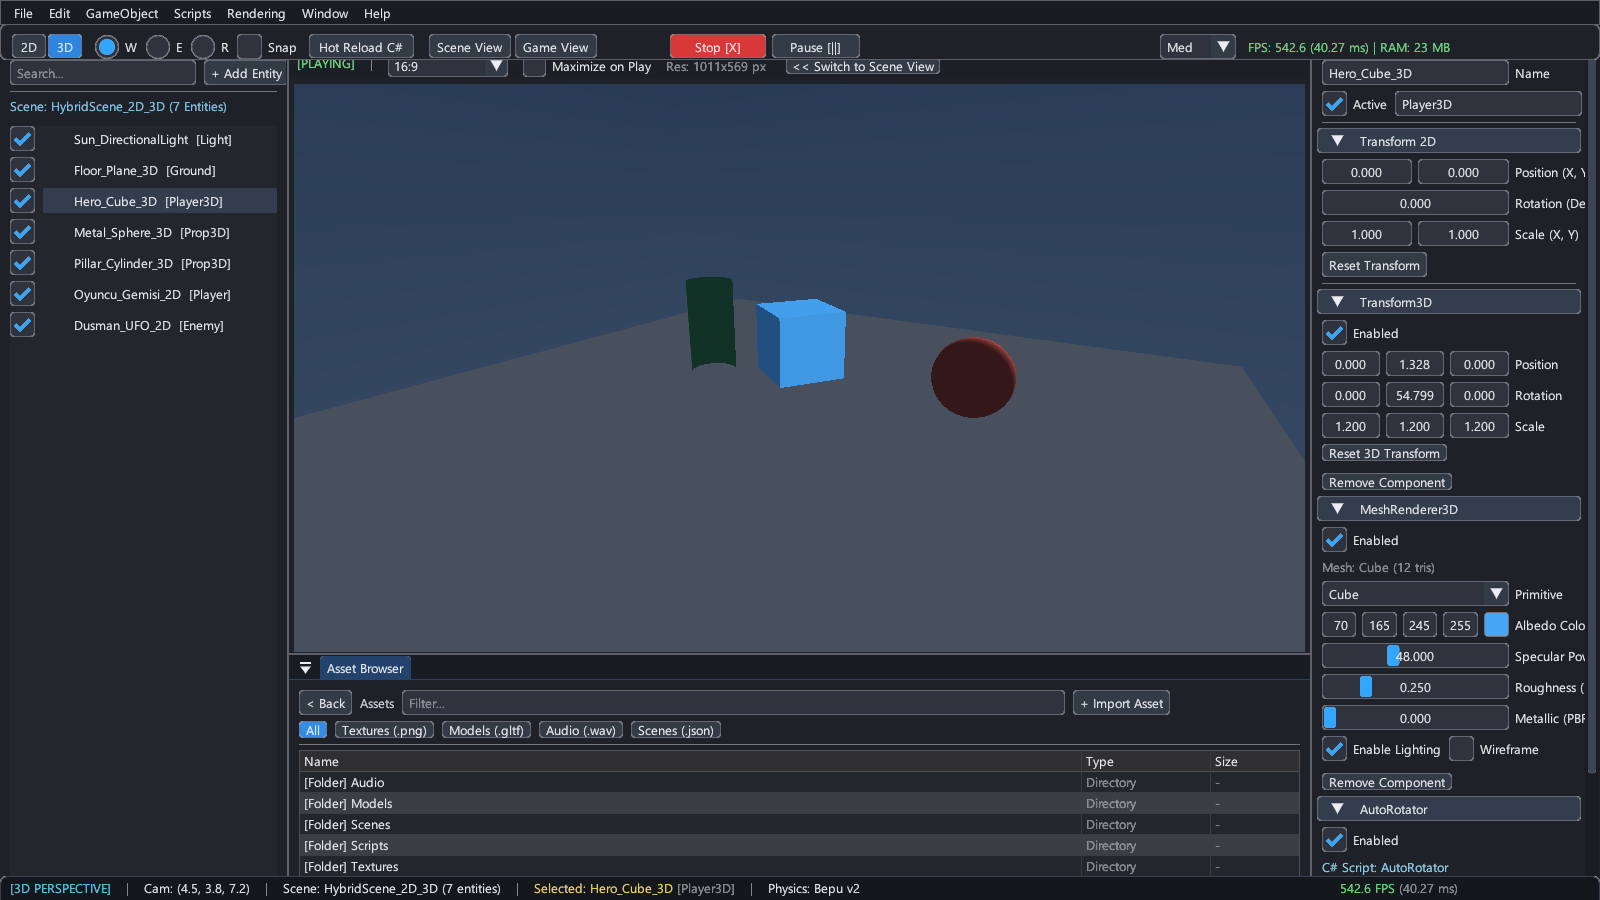 File Edit GameObject Scripts Rendering Window Help
2D 3D W E R Snap Hot Reload C# Scene View Game View Stop [X] Pause [||] Med FPS: 542.6 (40.27 ms) | RAM: 23 MB
Search... + Add Entity
Scene: HybridScene_2D_3D (7 Entities)
Sun_DirectionalLight [Light]
Floor_Plane_3D [Ground]
Hero_Cube_3D [Player3D]
Metal_Sphere_3D [Prop3D]
Pillar_Cylinder_3D [Prop3D]
Oyuncu_Gemisi_2D [Player]
Dusman_UFO_2D [Enemy]
[PLAYING] | 16:9 Maximize on Play Res: 1011x569 px << Switch to Scene View
Asset Browser
< Back Assets Filter... + Import Asset
All Textures (.png) Models (.gltf) Audio (.wav) Scenes (.json)
Name Type Size
[Folder] Audio Directory -
[Folder] Models Directory -
[Folder] Scenes Directory -
[Folder] Scripts Directory -
[Folder] Textures Directory -
Hero_Cube_3D Name
Active Player3D
Transform 2D
0.000 0.000 Position (X, Y
0.000 Rotation (De
1.000 1.000 Scale (X, Y)
Reset Transform
Transform3D
Enabled
0.000 1.328 0.000 Position
0.000 54.799 0.000 Rotation
1.200 1.200 1.200 Scale
Reset 3D Transform
Remove Component
MeshRenderer3D
Enabled
Mesh: Cube (12 tris)
Cube Primitive
70 165 245 255 Albedo Colo
48.000 Specular Pow
0.250 Roughness (
0.000 Metallic (PBR
Enable Lighting Wireframe
Remove Component
AutoRotator
Enabled
C# Script: AutoRotator
[3D PERSPECTIVE] | Cam: (4.5, 3.8, 7.2) | Scene: HybridScene_2D_3D (7 entities) | Selected: Hero_Cube_3D [Player3D] | Physics: Bepu v2 542.6 FPS (40.27 ms)